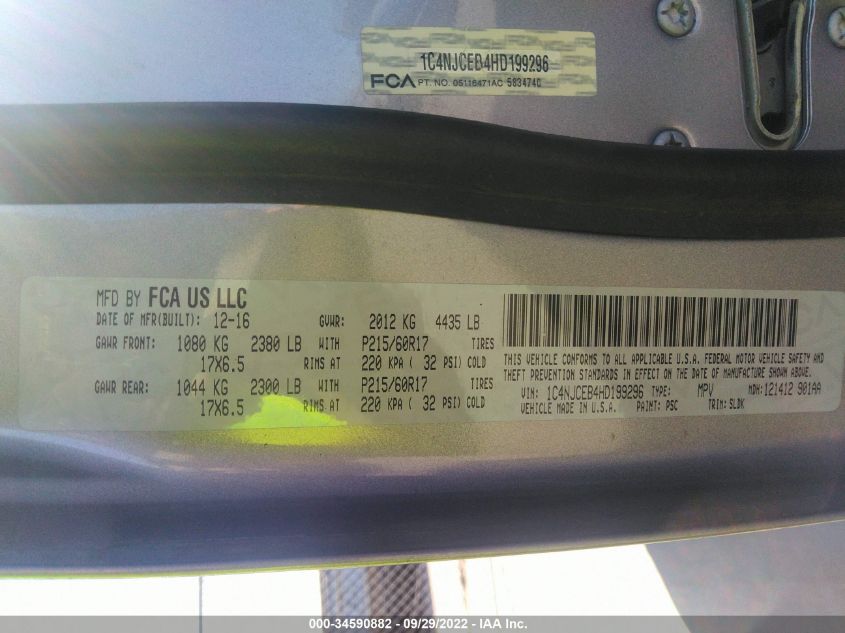 1C4NJCEB4HD199296
FCA PT. NO. 05116471AC 583474C
MFD BY FCA US LLC
DATE OF MFR(BUILT): 12-16 GVWR: 2012 KG 4435 LB
GAWR FRONT: 1080 KG 2380 LB WITH P215/60R17 TIRES
17X6.5 RIMS AT 220 KPA ( 32 PSI) COLD
GAWR REAR: 1044 KG 2300 LB WITH P215/60R17 TIRES
17X6.5 RIMS AT 220 KPA ( 32 PSI) COLD
THIS VEHICLE CONFORMS TO ALL APPLICABLE U.S.A. FEDERAL MOTOR VEHICLE SAFETY AND
THEFT PREVENTION STANDARDS IN EFFECT ON THE DATE OF MANUFACTURE SHOWN ABOVE.
VIN: 1C4NJCEB4HD199296 TYPE: MPV MDH: 121412 901AA
VEHICLE MADE IN U.S.A. PAINT: PSC TRIM: SLDK
000-34590882 - 09/29/2022 - IAA Inc.